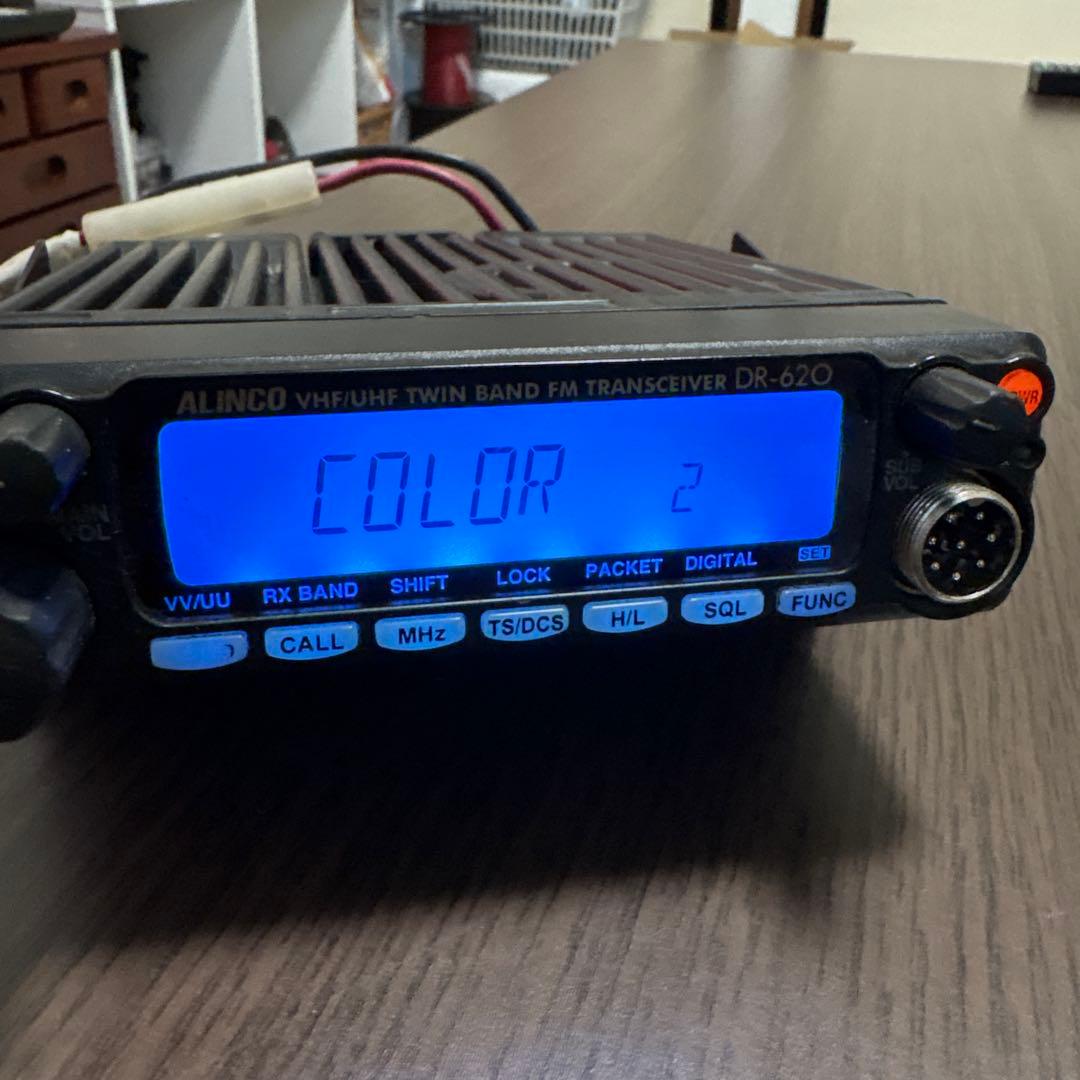 ALINCO VHF/UHF TWIN BAND FM TRANSCEIVER DR-620
PWR
COLOR 2
SUB
VOL
VV/UU RX BAND SHIFT LOCK PACKET DIGITAL SET
CALL MHz TS/DCS H/L SQL FUNC